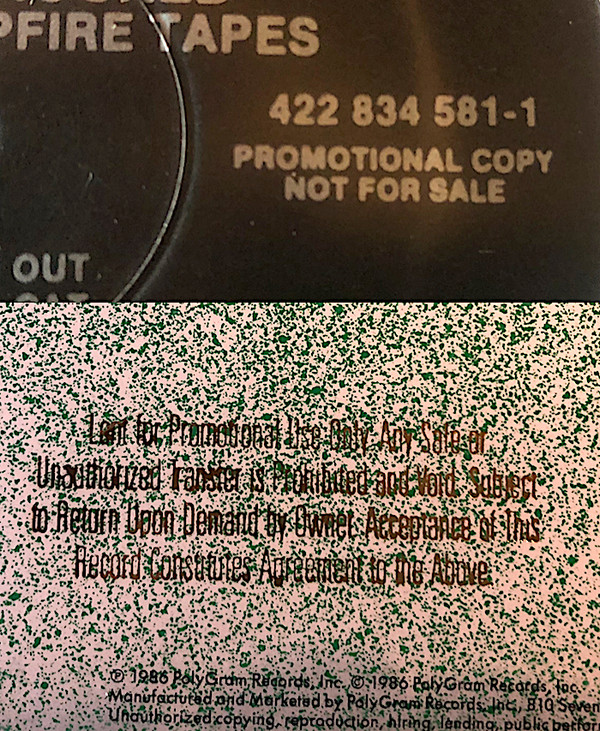 PFIRE TAPES
422 834 581-1
PROMOTIONAL COPY
NOT FOR SALE
OUT
Lent for Promotional Use Only Any Sale or
Unauthorized Transfer is Prohibited and Void. Subject
to Return Upon Demand by Owner. Acceptance of This
Record Constitutes Agreement to the Above.
℗ 1986 PolyGram Records, Inc. © 1986 PolyGram Records, Inc.
Manufactured and Marketed by PolyGram Records, Inc., 810 Seven
Unauthorized copying, reproduction, hiring, lending, public perfor